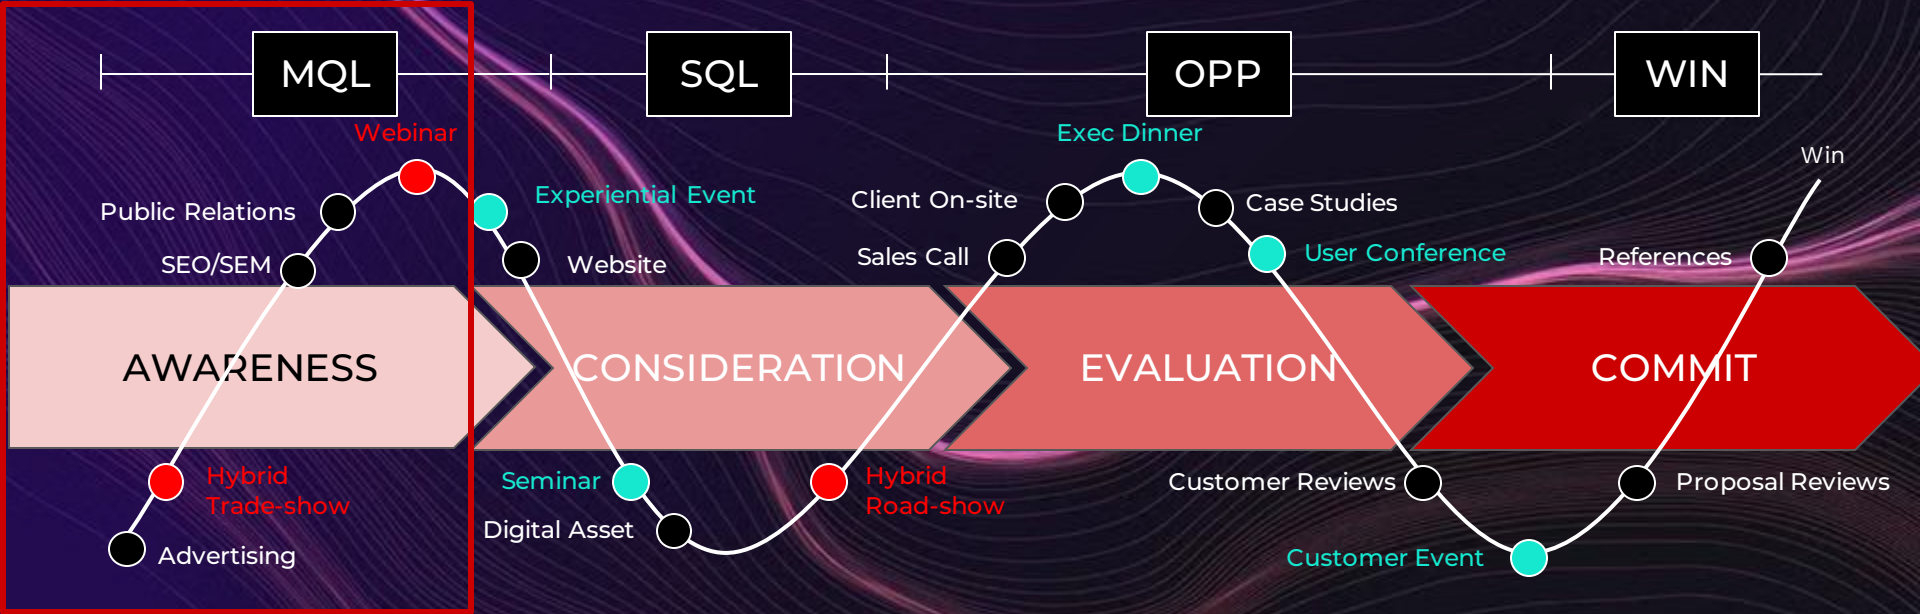 MQL
SQL
OPP
WIN
Webinar
Exec Dinner
Win
Experiential Event
Public Relations
Client On-site
Case Studies
SEO/SEM
Website
Sales Call
User Conference
References
AWARENESS
CONSIDERATION
EVALUATION
COMMIT
Hybrid
Trade-show
Seminar
Hybrid
Road-show
Customer Reviews
Proposal Reviews
Digital Asset
Advertising
Customer Event